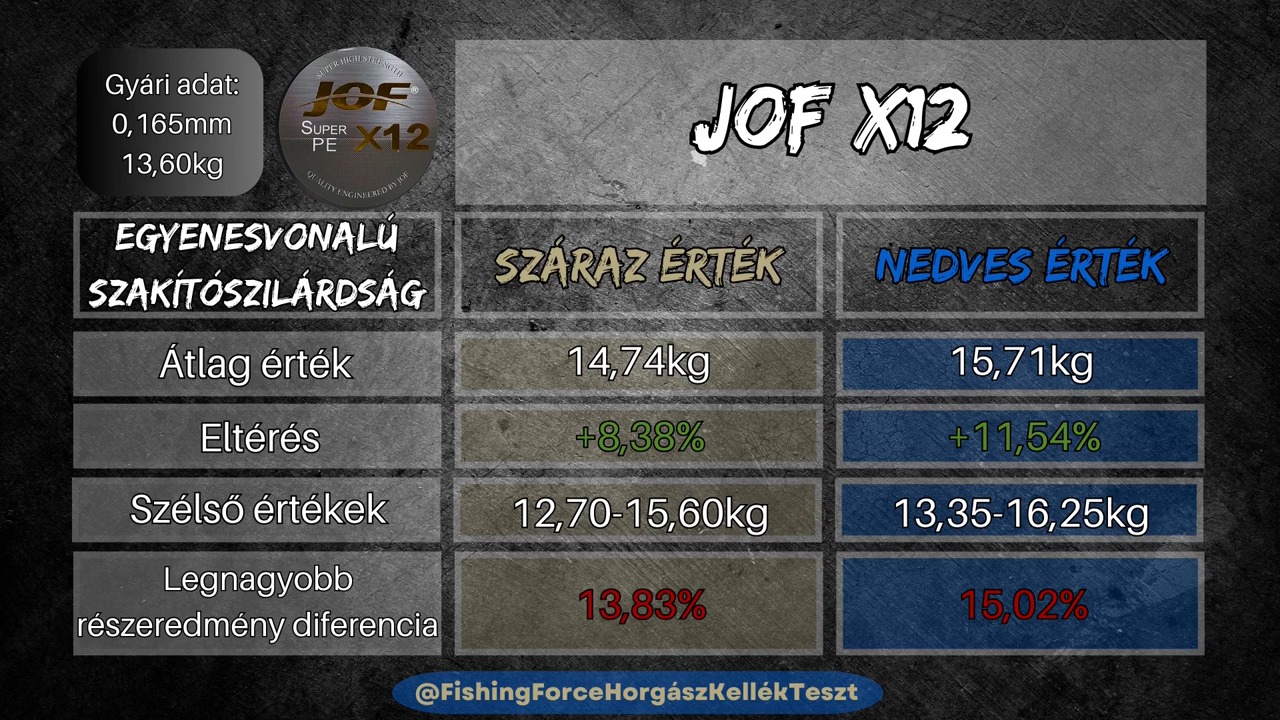 Gyári adat:
0,165mm
13,60kg
SUPER HIGH STRENGTH
JOF®
SUPER
PE
X12
QUALITY ENGINEERED BY JOF
JOF X12
EGYENESVONALÚ
SZAKÍTÓSZILÁRDSÁG
SZÁRAZ ÉRTÉK
NEDVES ÉRTÉK
Átlag érték
14,74kg
15,71kg
Eltérés
+8,38%
+11,54%
Szélső értékek
12,70-15,60kg
13,35-16,25kg
Legnagyobb
részeredmény diferencia
13,83%
15,02%
@FishingForceHorgászKellékTeszt